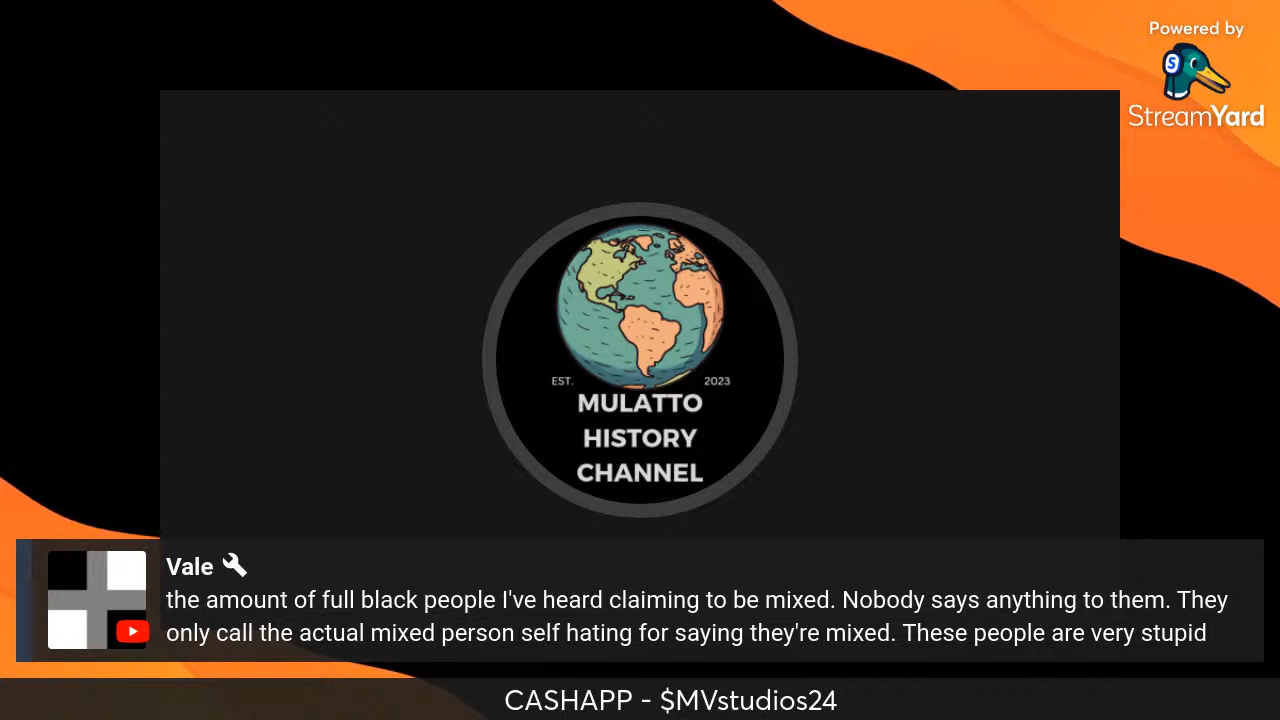 Powered by
StreamYard
EST. 2023
MULATTO
HISTORY
CHANNEL
Vale
the amount of full black people I've heard claiming to be mixed. Nobody says anything to them. They
only call the actual mixed person self hating for saying they're mixed. These people are very stupid
CASHAPP - $MVstudios24